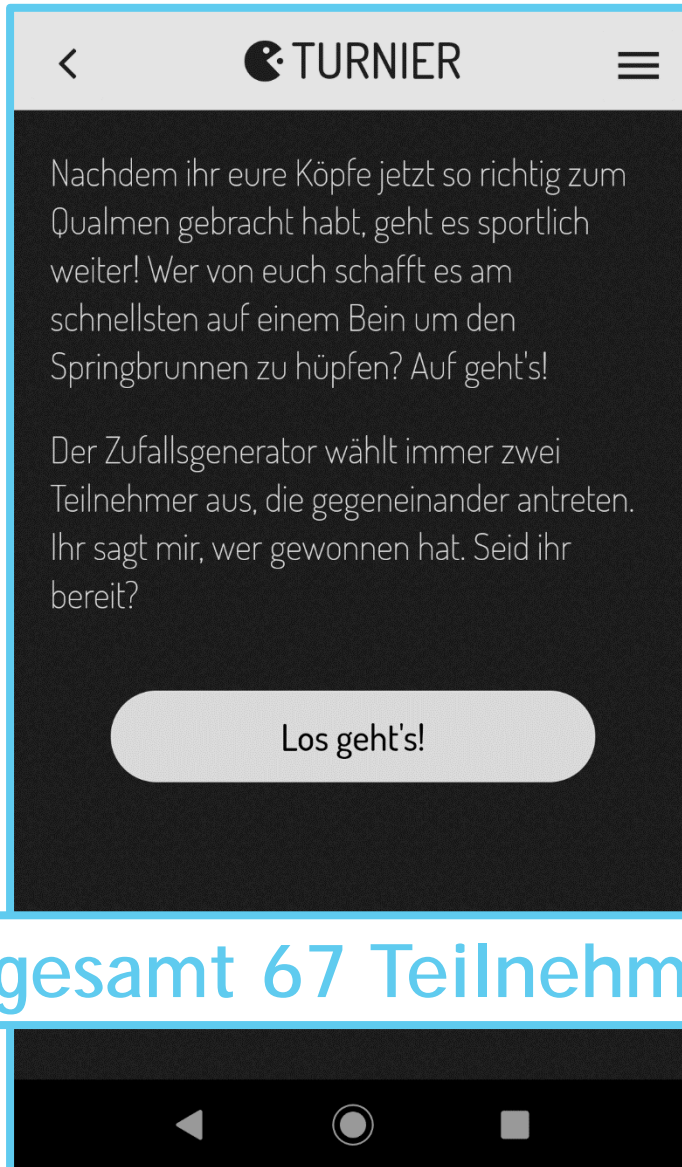 TURNIER
Nachdem ihr eure Köpfe jetzt so richtig zum
Qualmen gebracht habt, geht es sportlich
weiter! Wer von euch schafft es am
schnellsten auf einem Bein um den
Springbrunnen zu hüpfen? Auf geht's!
Der Zufallsgenerator wählt immer zwei
Teilnehmer aus, die gegeneinander antreten.
Ihr sagt mir, wer gewonnen hat. Seid ihr
bereit?
Los geht's!
gesamt 67 Teilnehm